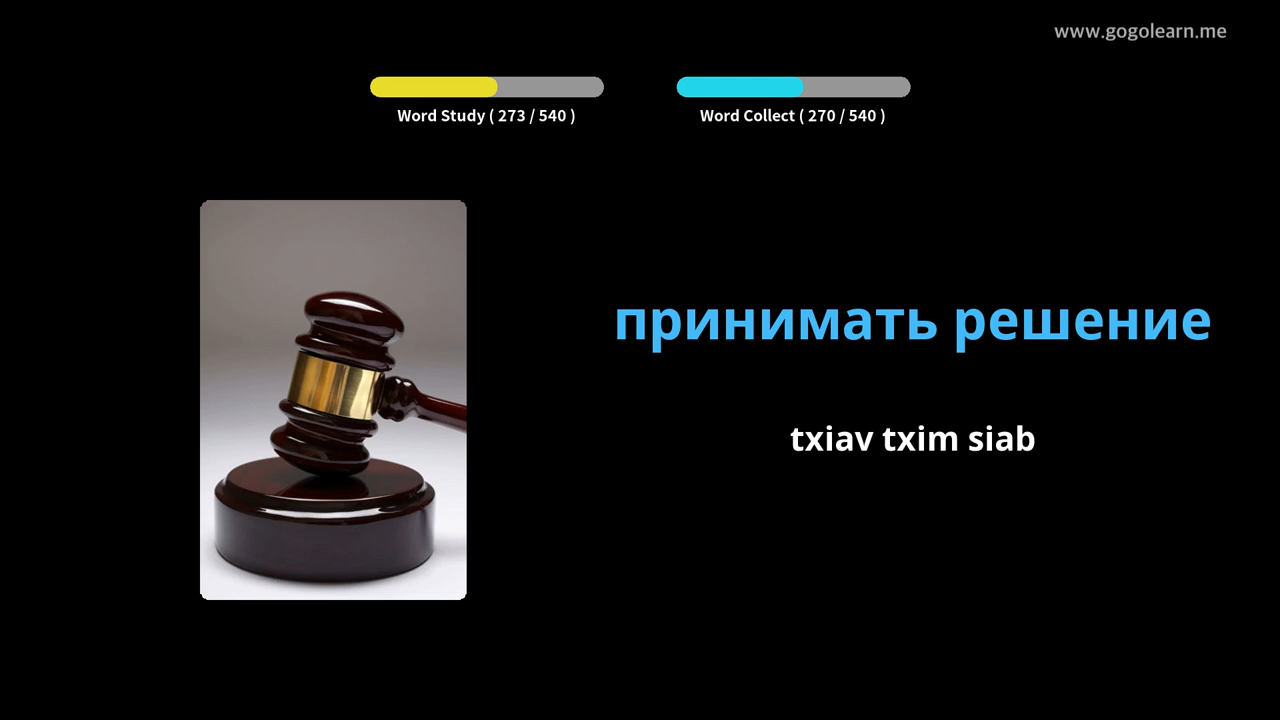 www.gogolearn.me
Word Study ( 273 / 540 )
Word Collect ( 270 / 540 )
принимать решение
txiav txim siab